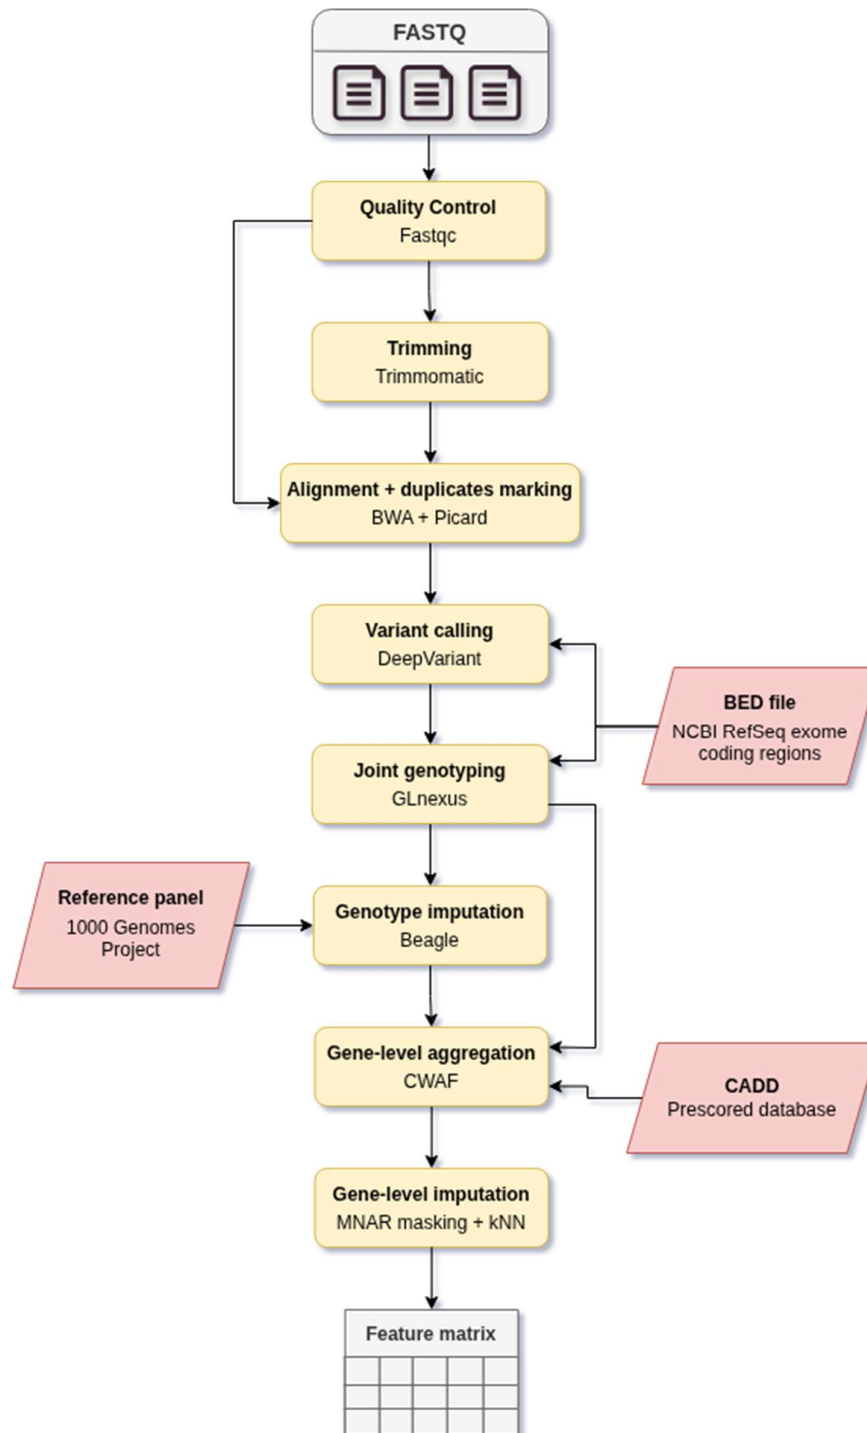 FASTQ
Quality Control
Fastqc
Trimming
Trimmomatic
Alignment + duplicates marking
BWA + Picard
Variant calling
DeepVariant
BED file
NCBI RefSeq exome
coding regions
Joint genotyping
GLnexus
Reference panel
1000 Genomes
Project
Genotype imputation
Beagle
Gene-level aggregation
CWAF
CADD
Prescored database
Gene-level imputation
MNAR masking + kNN
Feature matrix